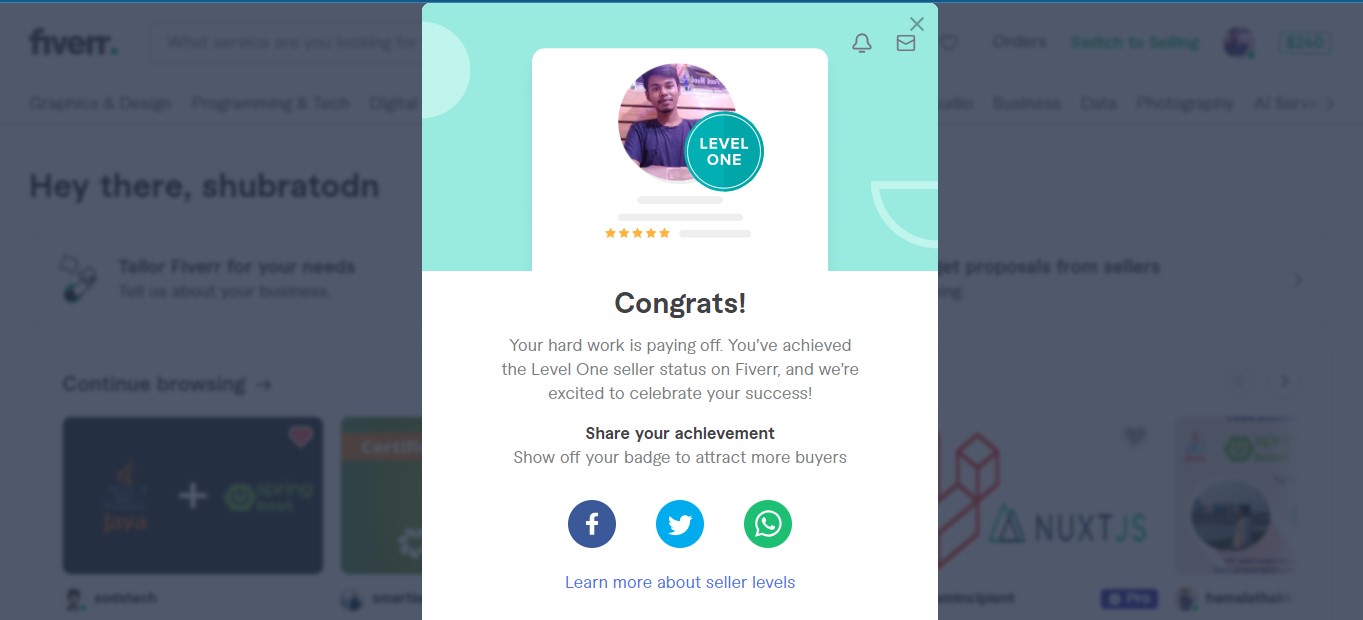 fiverr.
What service are you looking for
Orders
Switch to Selling
$240
Graphics & Design
Programming & Tech
Digital
Business
Data
Photography
AI Servi
Hey there, shubratodn
Tailor Fiverr for your needs
Tell us about your business.
get proposals from sellers
Continue browsing →
Java
+
spring
boot
NUXTJS
Pro
LEVEL
ONE
Congrats!
Your hard work is paying off. You've achieved
the Level One seller status on Fiverr, and we're
excited to celebrate your success!
Share your achievement
Show off your badge to attract more buyers
Learn more about seller levels